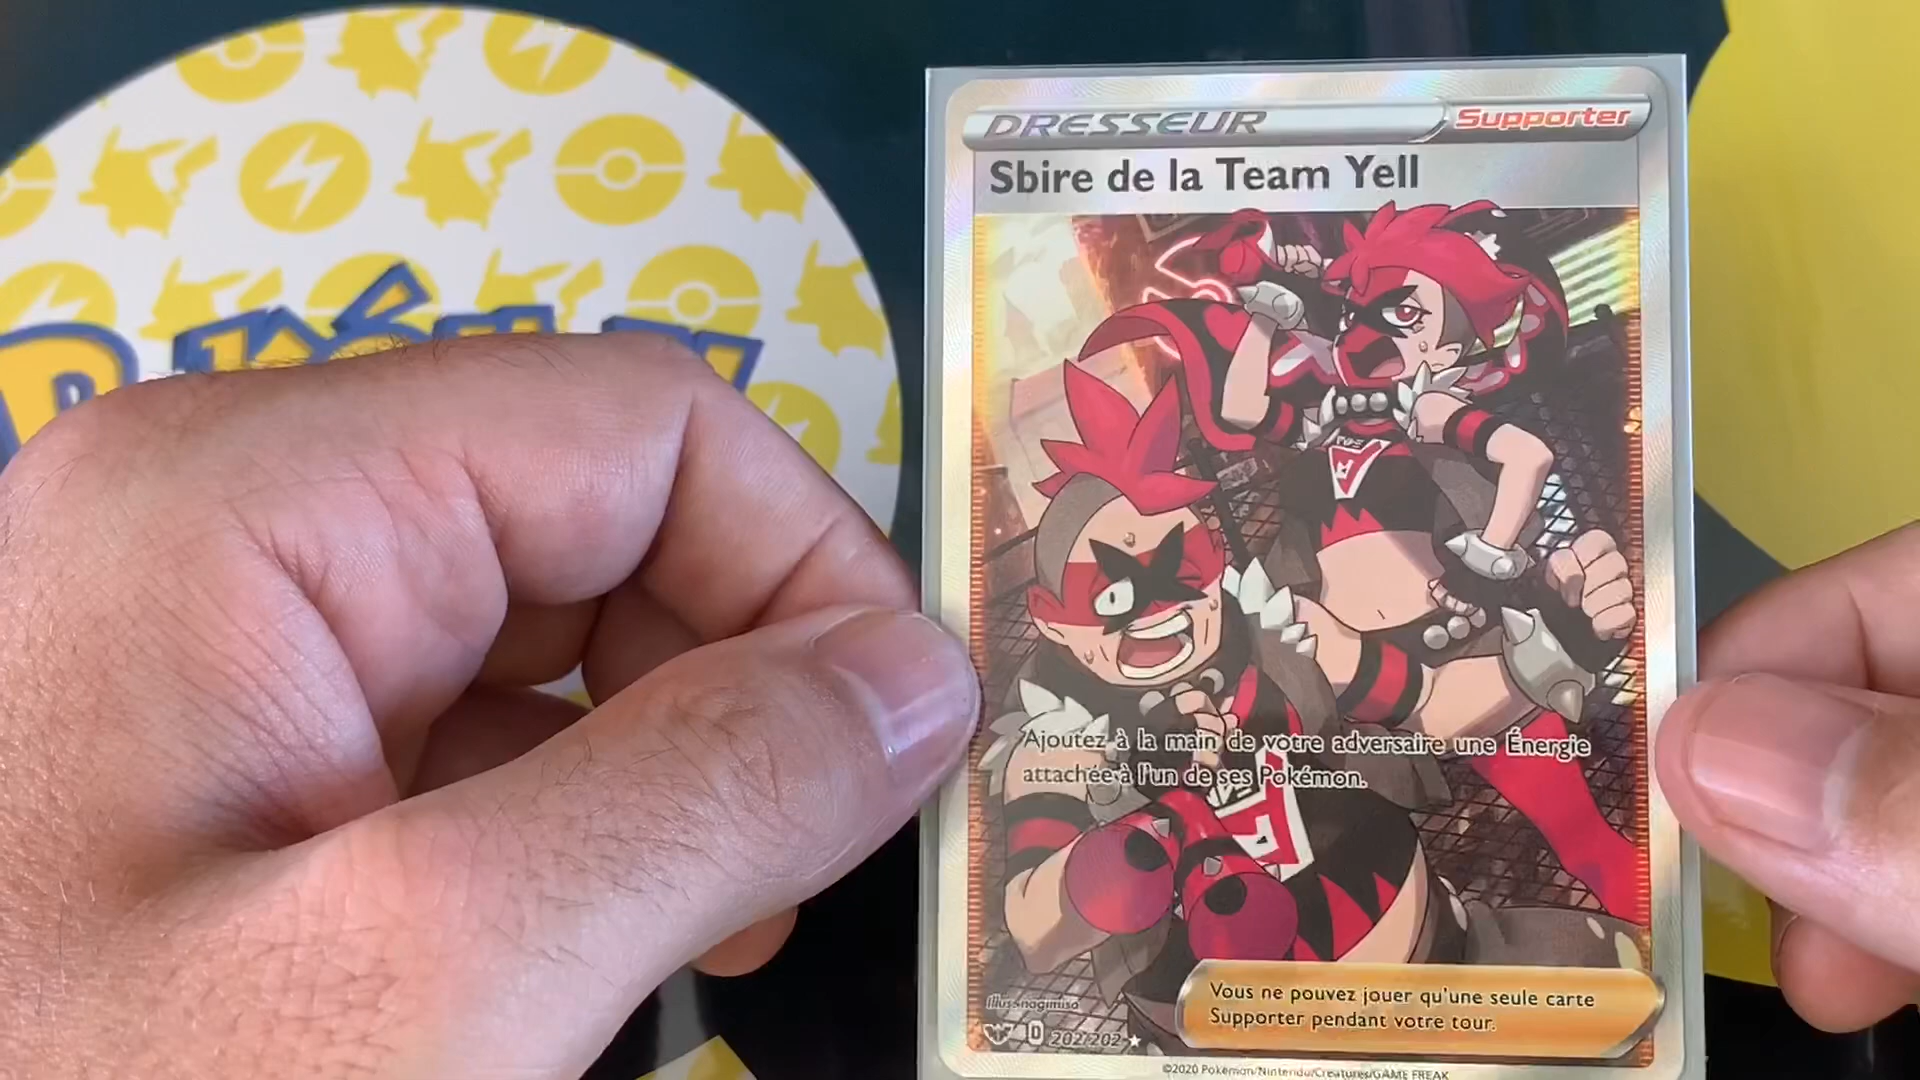 DRESSEUR
Supporter
Sbire de la Team Yell
Ajoutez à la main de votre adversaire une Énergie
attachée à l'un de ses Pokémon.
Vous ne pouvez jouer qu'une seule carte
Supporter pendant votre tour.
Illus. nagimiso
D 202/202
©2020 Pokémon/Nintendo/Creatures/GAME FREAK